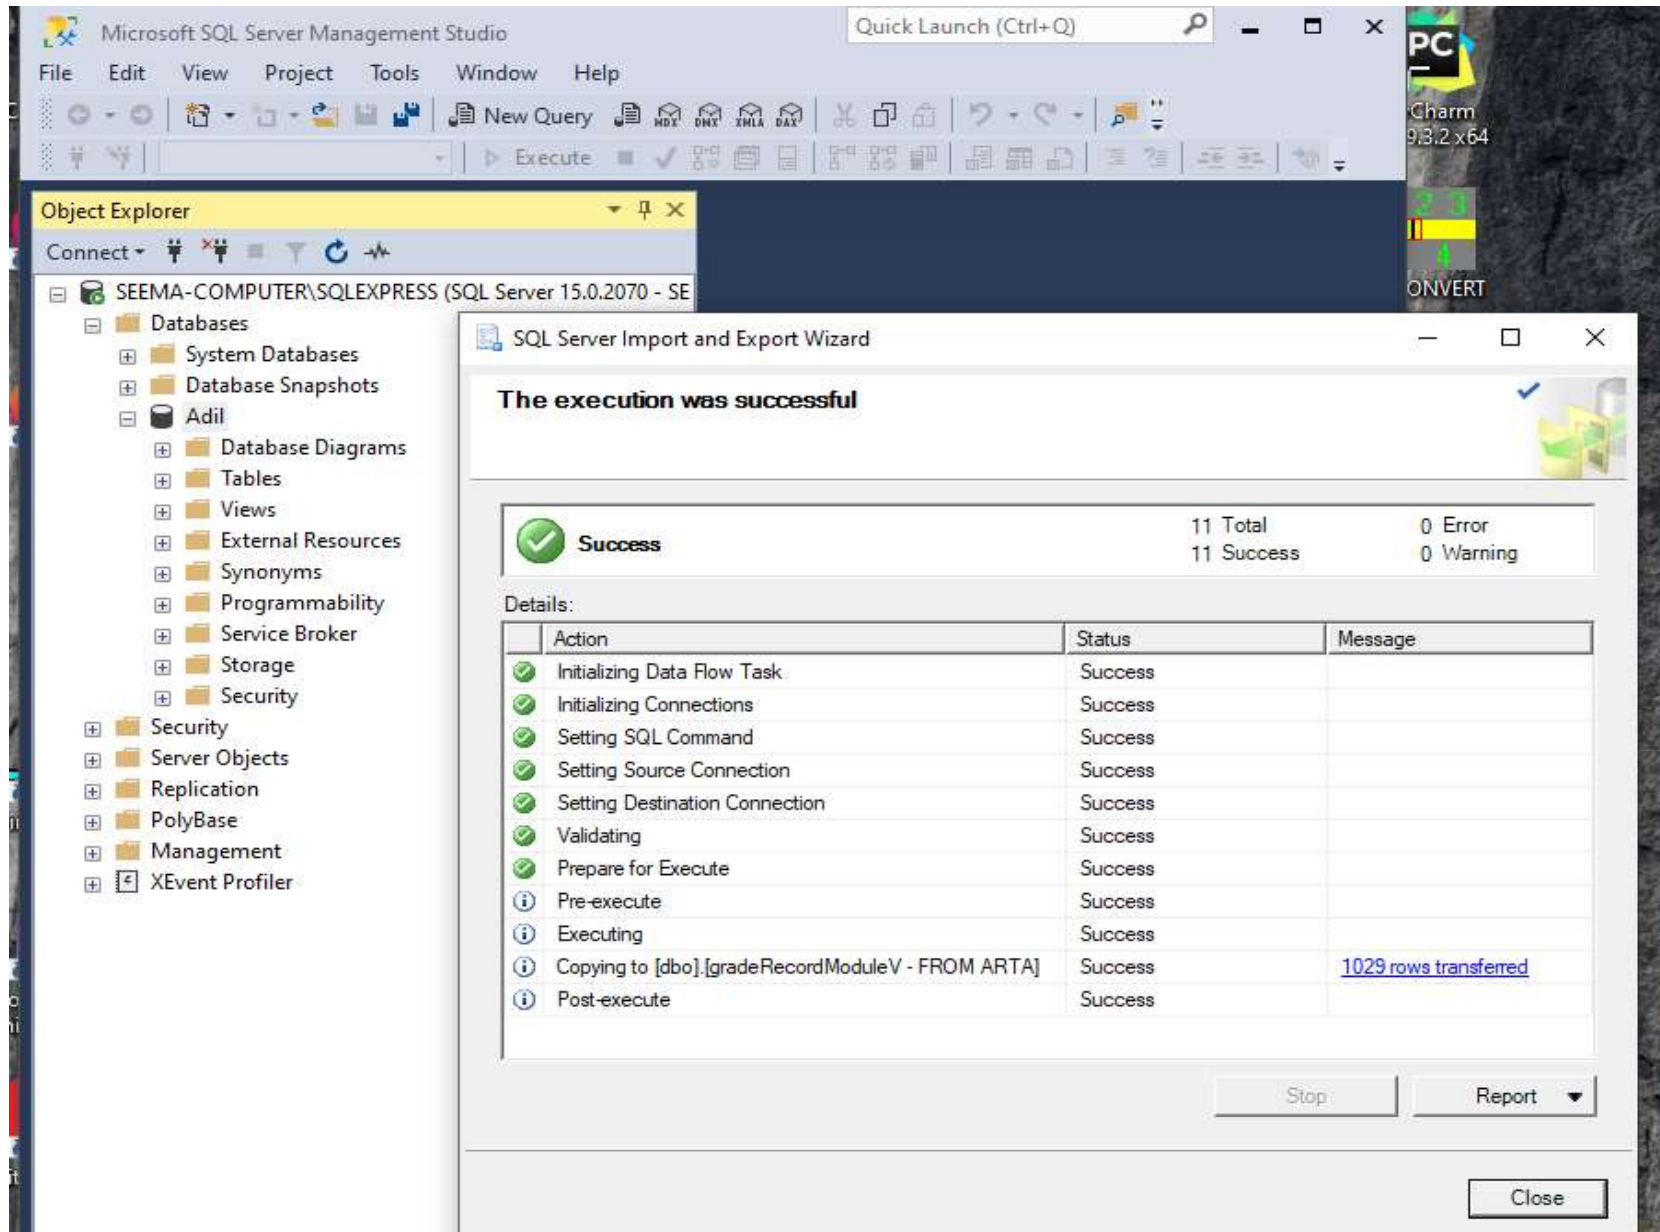 Microsoft SQL Server Management Studio
Quick Launch (Ctrl+Q)
File Edit View Project Tools Window Help
New Query MDX DMX XMLA DAX
Execute
PC
Charm
9.3.2 x64
2 3
4
ONVERT
Object Explorer
Connect
SEEMA-COMPUTER\SQLEXPRESS (SQL Server 15.0.2070 - SE
Databases
System Databases
Database Snapshots
Adil
Database Diagrams
Tables
Views
External Resources
Synonyms
Programmability
Service Broker
Storage
Security
Security
Server Objects
Replication
PolyBase
Management
XEvent Profiler
SQL Server Import and Export Wizard
The execution was successful
Success
11 Total 0 Error
11 Success 0 Warning
Details:
Action Status Message
Initializing Data Flow Task Success
Initializing Connections Success
Setting SQL Command Success
Setting Source Connection Success
Setting Destination Connection Success
Validating Success
Prepare for Execute Success
Pre-execute Success
Executing Success
Copying to [dbo].[gradeRecordModuleV - FROM ARTA] Success 1029 rows transferred
Post-execute Success
Stop Report
Close